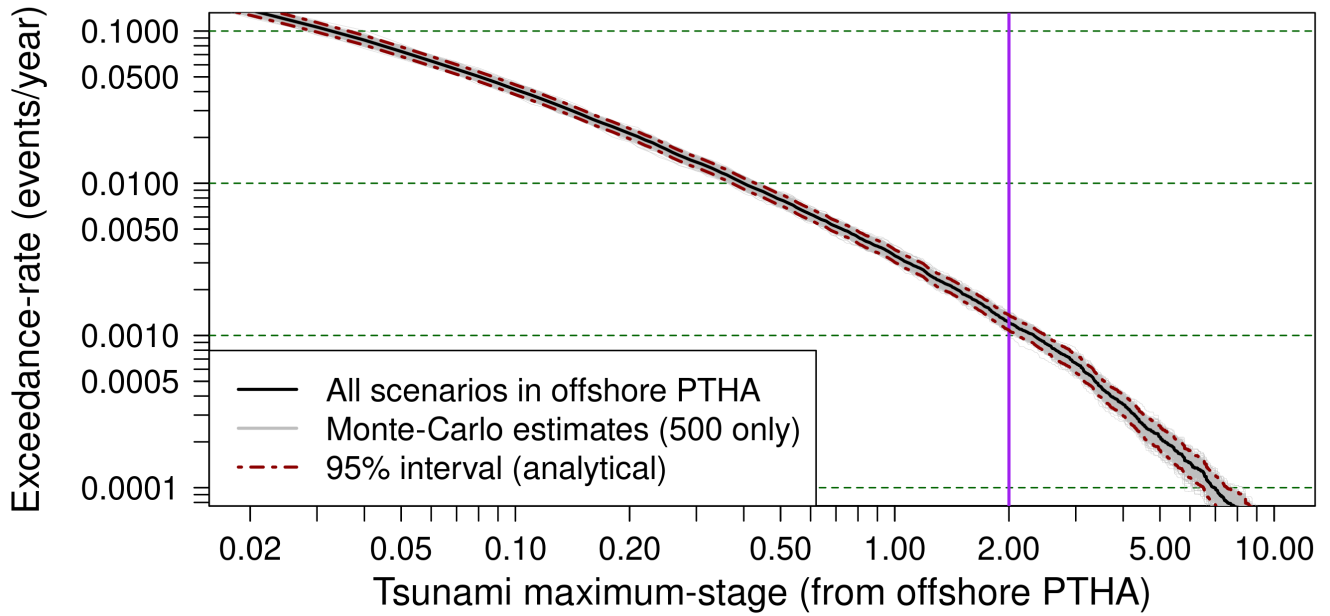 Exceedance-rate (events/year)
0.1000
0.0500
0.0100
0.0050
0.0010
0.0005
0.0001
All scenarios in offshore PTHA
Monte-Carlo estimates (500 only)
95% interval (analytical)
0.02 0.05 0.10 0.20 0.50 1.00 2.00 5.00 10.00
Tsunami maximum-stage (from offshore PTHA)